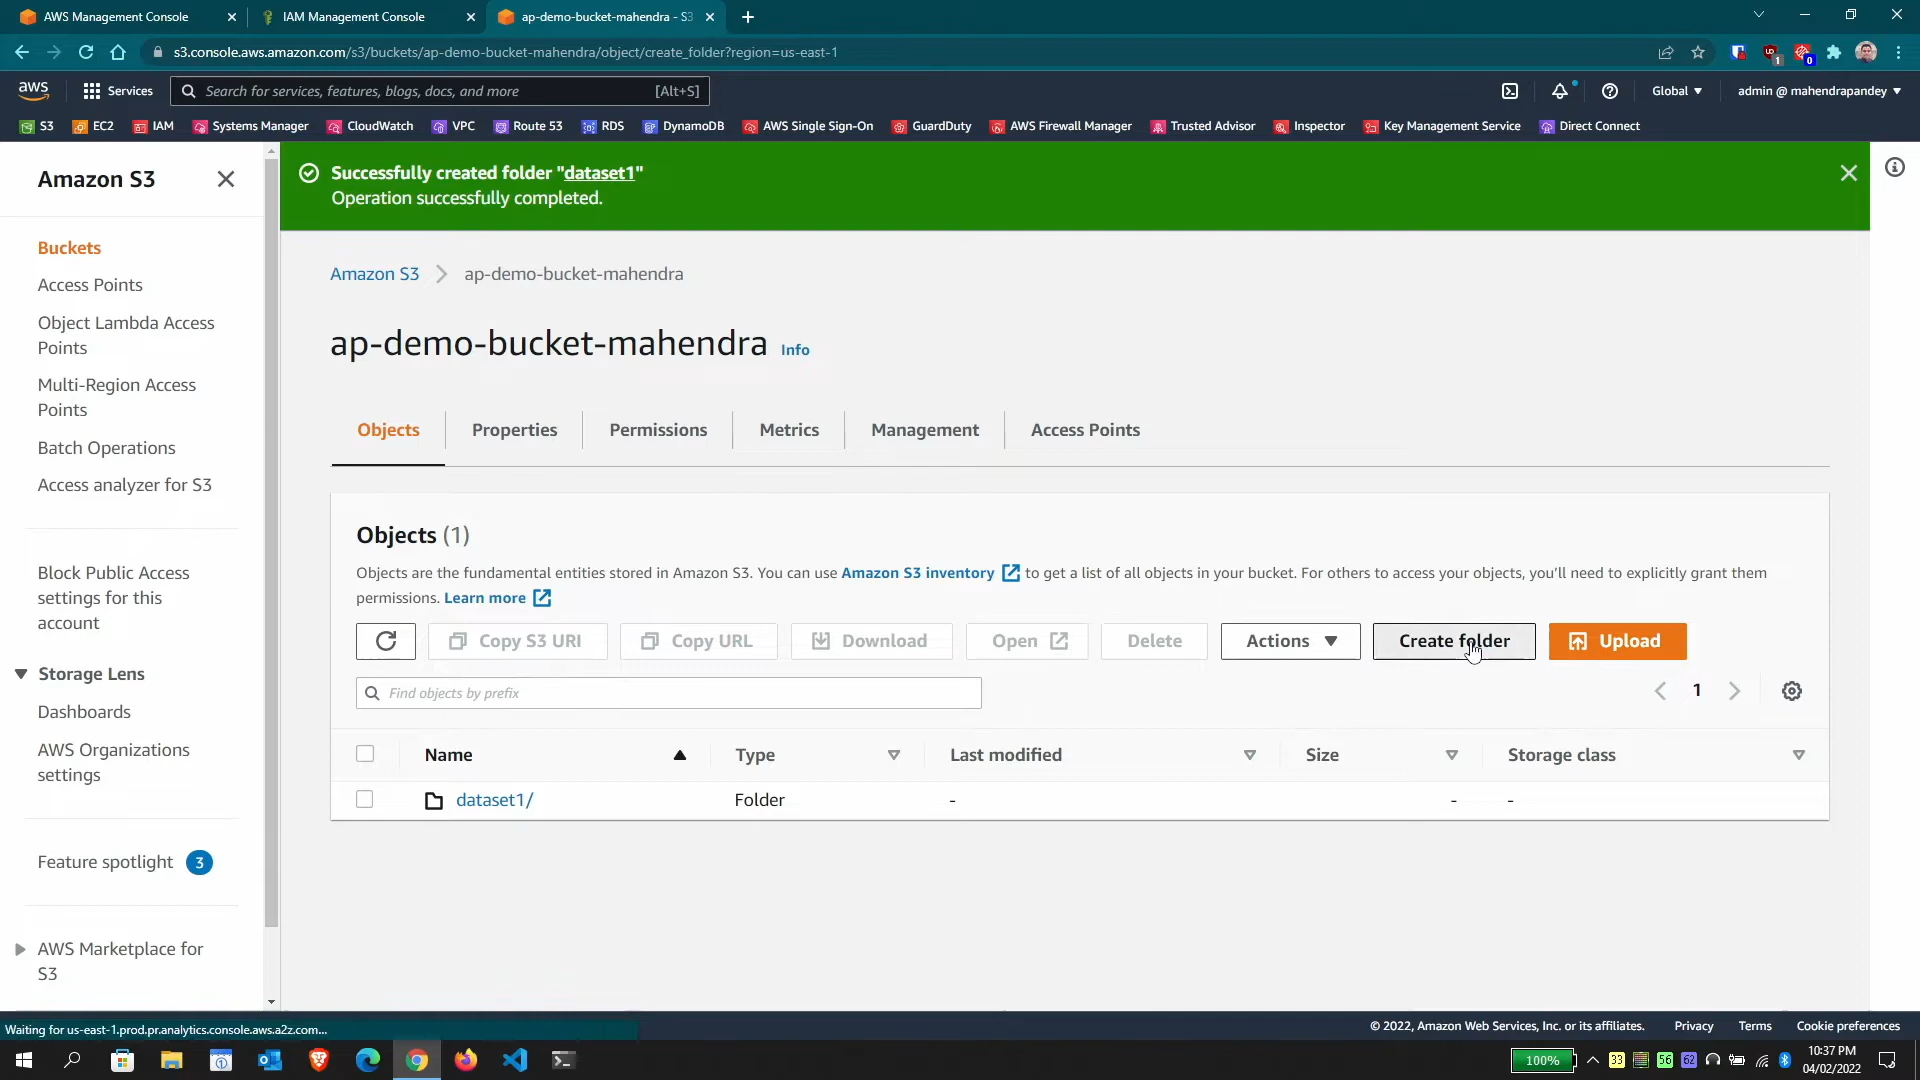 AWS Management Console
IAM Management Console
ap-demo-bucket-mahendra - S3
s3.console.aws.amazon.com/s3/buckets/ap-demo-bucket-mahendra/object/create_folder?region=us-east-1
1
0
aws
Services
Search for services, features, blogs, docs, and more
[Alt+S]
Global
admin @ mahendrapandey
S3
EC2
IAM
Systems Manager
CloudWatch
VPC
Route 53
RDS
DynamoDB
AWS Single Sign-On
GuardDuty
AWS Firewall Manager
Trusted Advisor
Inspector
Key Management Service
Direct Connect
Amazon S3
Buckets
Access Points
Object Lambda Access
Points
Multi-Region Access
Points
Batch Operations
Access analyzer for S3
Block Public Access
settings for this
account
Storage Lens
Dashboards
AWS Organizations
settings
Feature spotlight 3
AWS Marketplace for
S3
Successfully created folder "dataset1"
Operation successfully completed.
Amazon S3
ap-demo-bucket-mahendra
ap-demo-bucket-mahendra Info
Objects
Properties
Permissions
Metrics
Management
Access Points
Objects (1)
Objects are the fundamental entities stored in Amazon S3. You can use Amazon S3 inventory to get a list of all objects in your bucket. For others to access your objects, you'll need to explicitly grant them
permissions. Learn more
Copy S3 URI
Copy URL
Download
Open
Delete
Actions
Create folder
Upload
Find objects by prefix
1
Name
Type
Last modified
Size
Storage class
dataset1/
Folder
-
-
-
Waiting for us-east-1.prod.pr.analytics.console.aws.a2z.com...
© 2022, Amazon Web Services, Inc. or its affiliates.
Privacy
Terms
Cookie preferences
100%
33
56
62
10:37 PM
04/02/2022